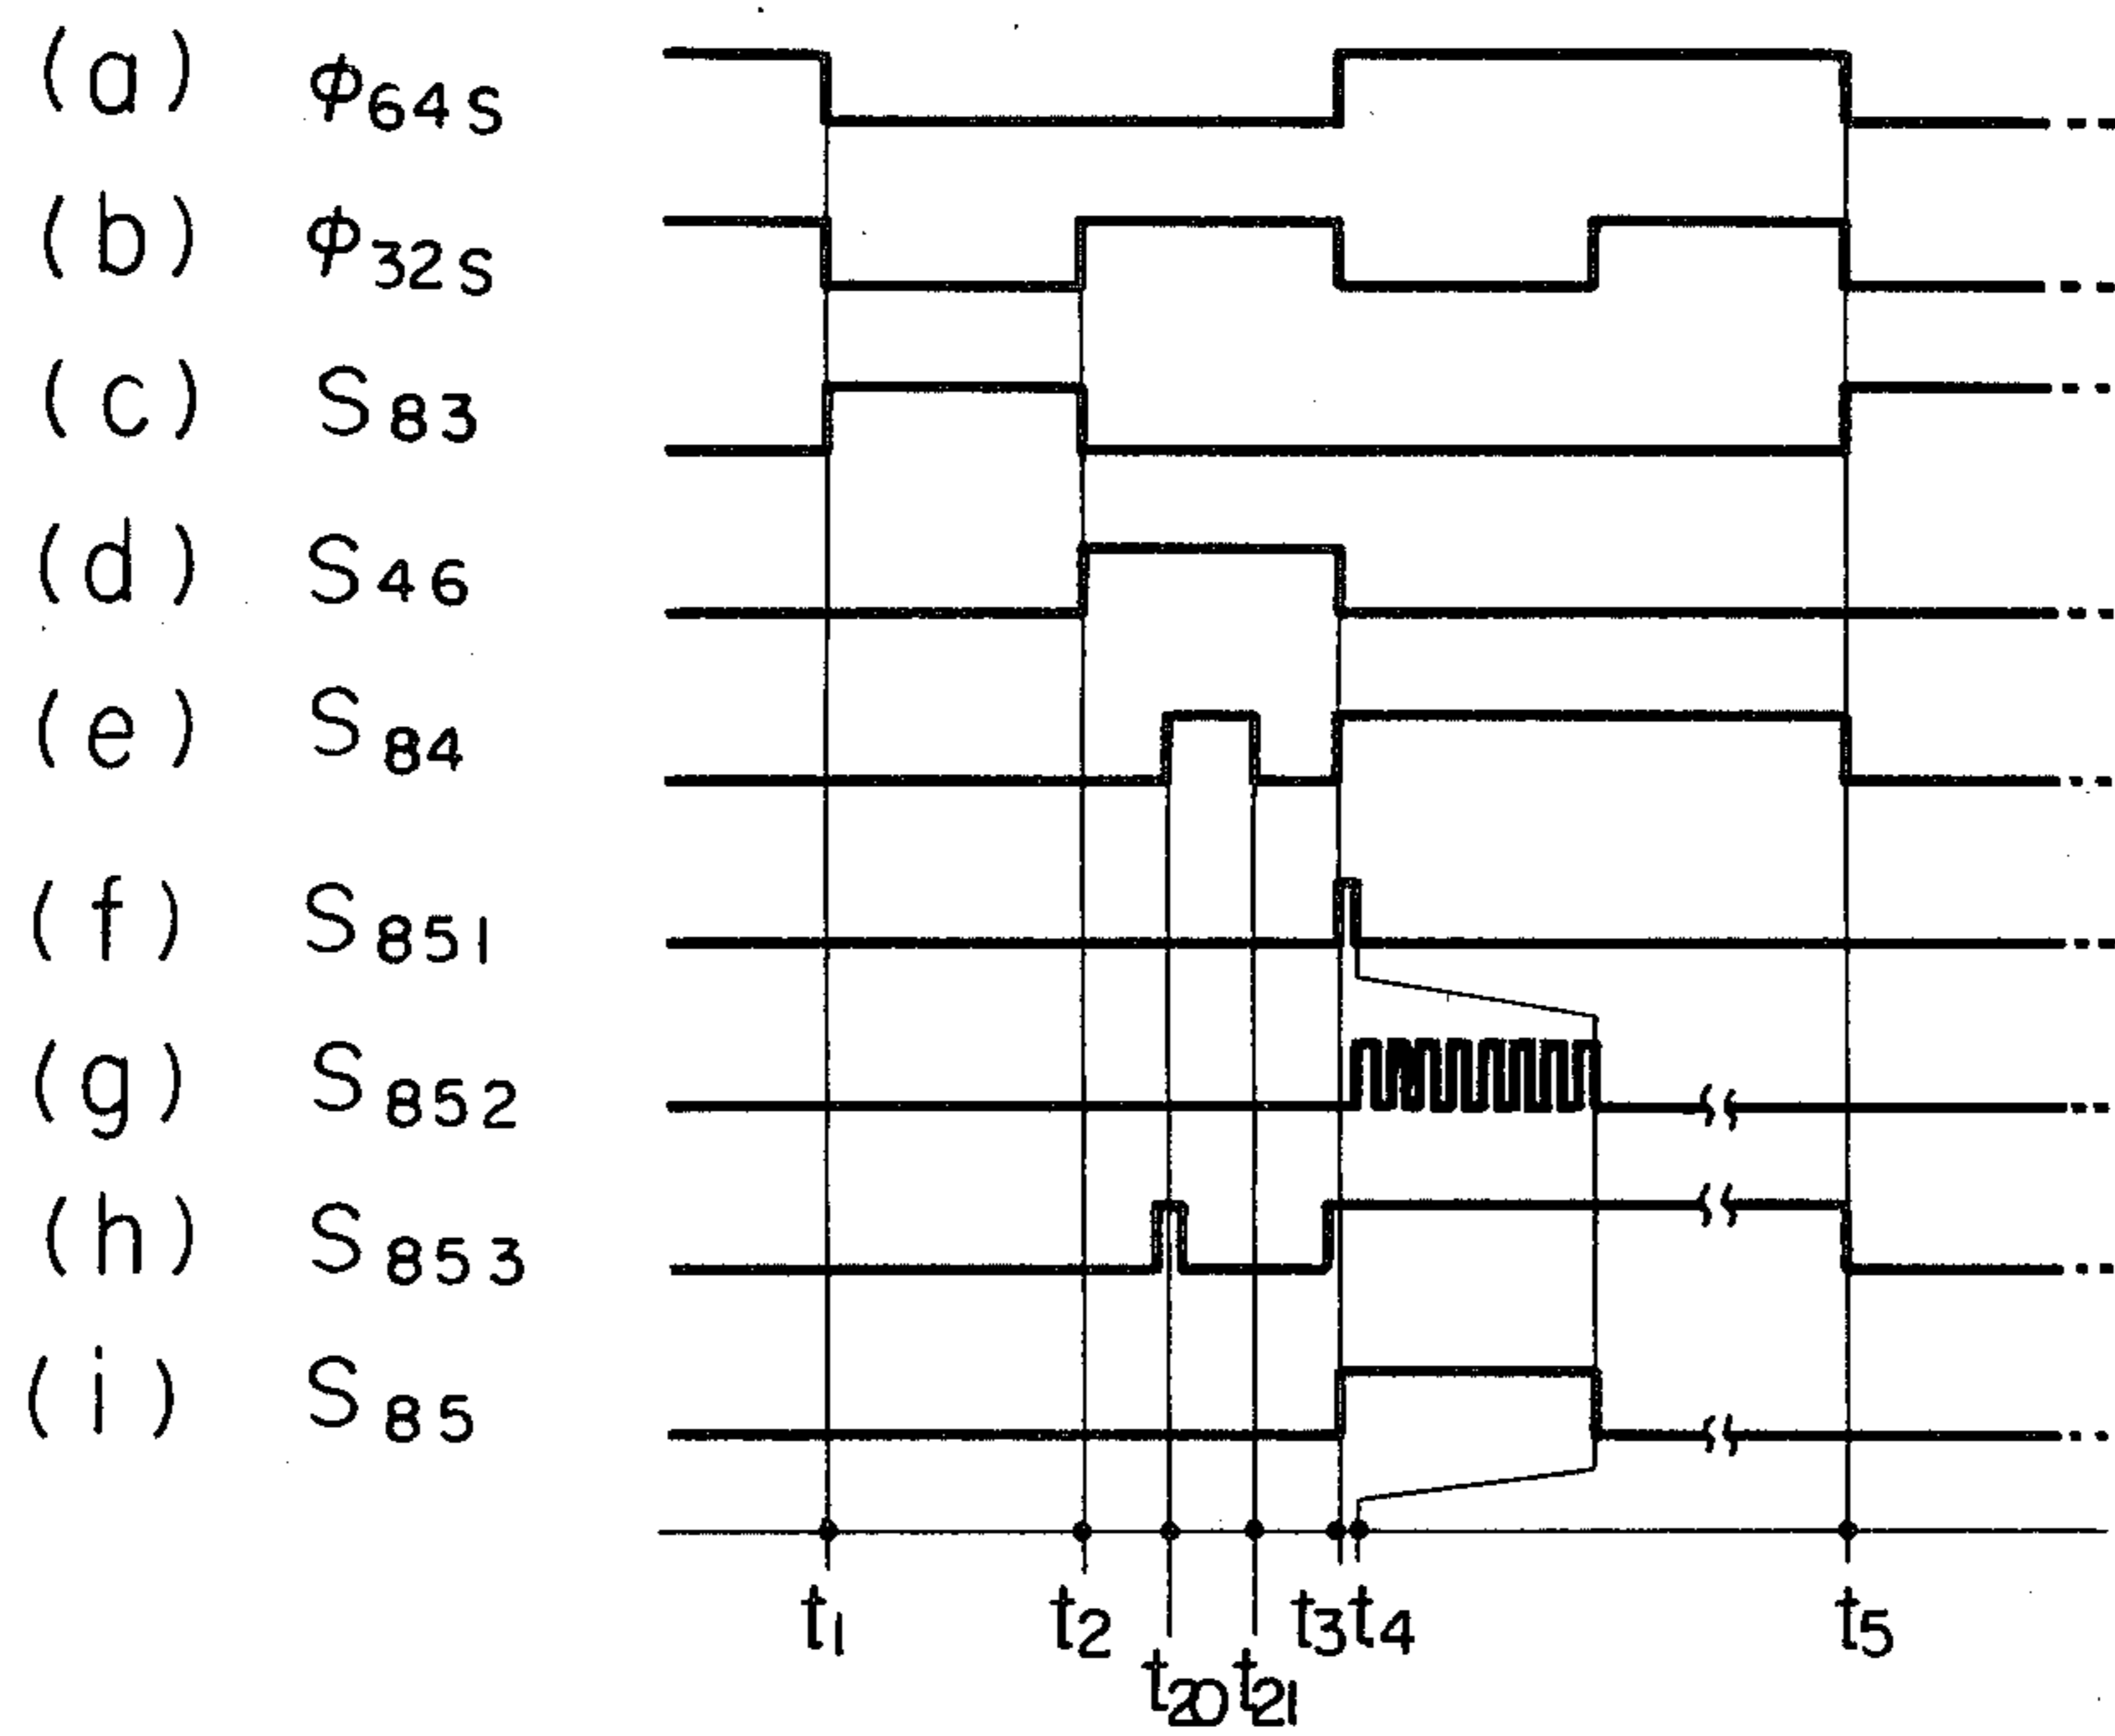 (a) φ64S
(b) φ32S
(c) S83
(d) S46
(e) S84
(f) S851
(g) S852
(h) S853
(i) S85
t1 t2 t3 t4 t5
t20 t21